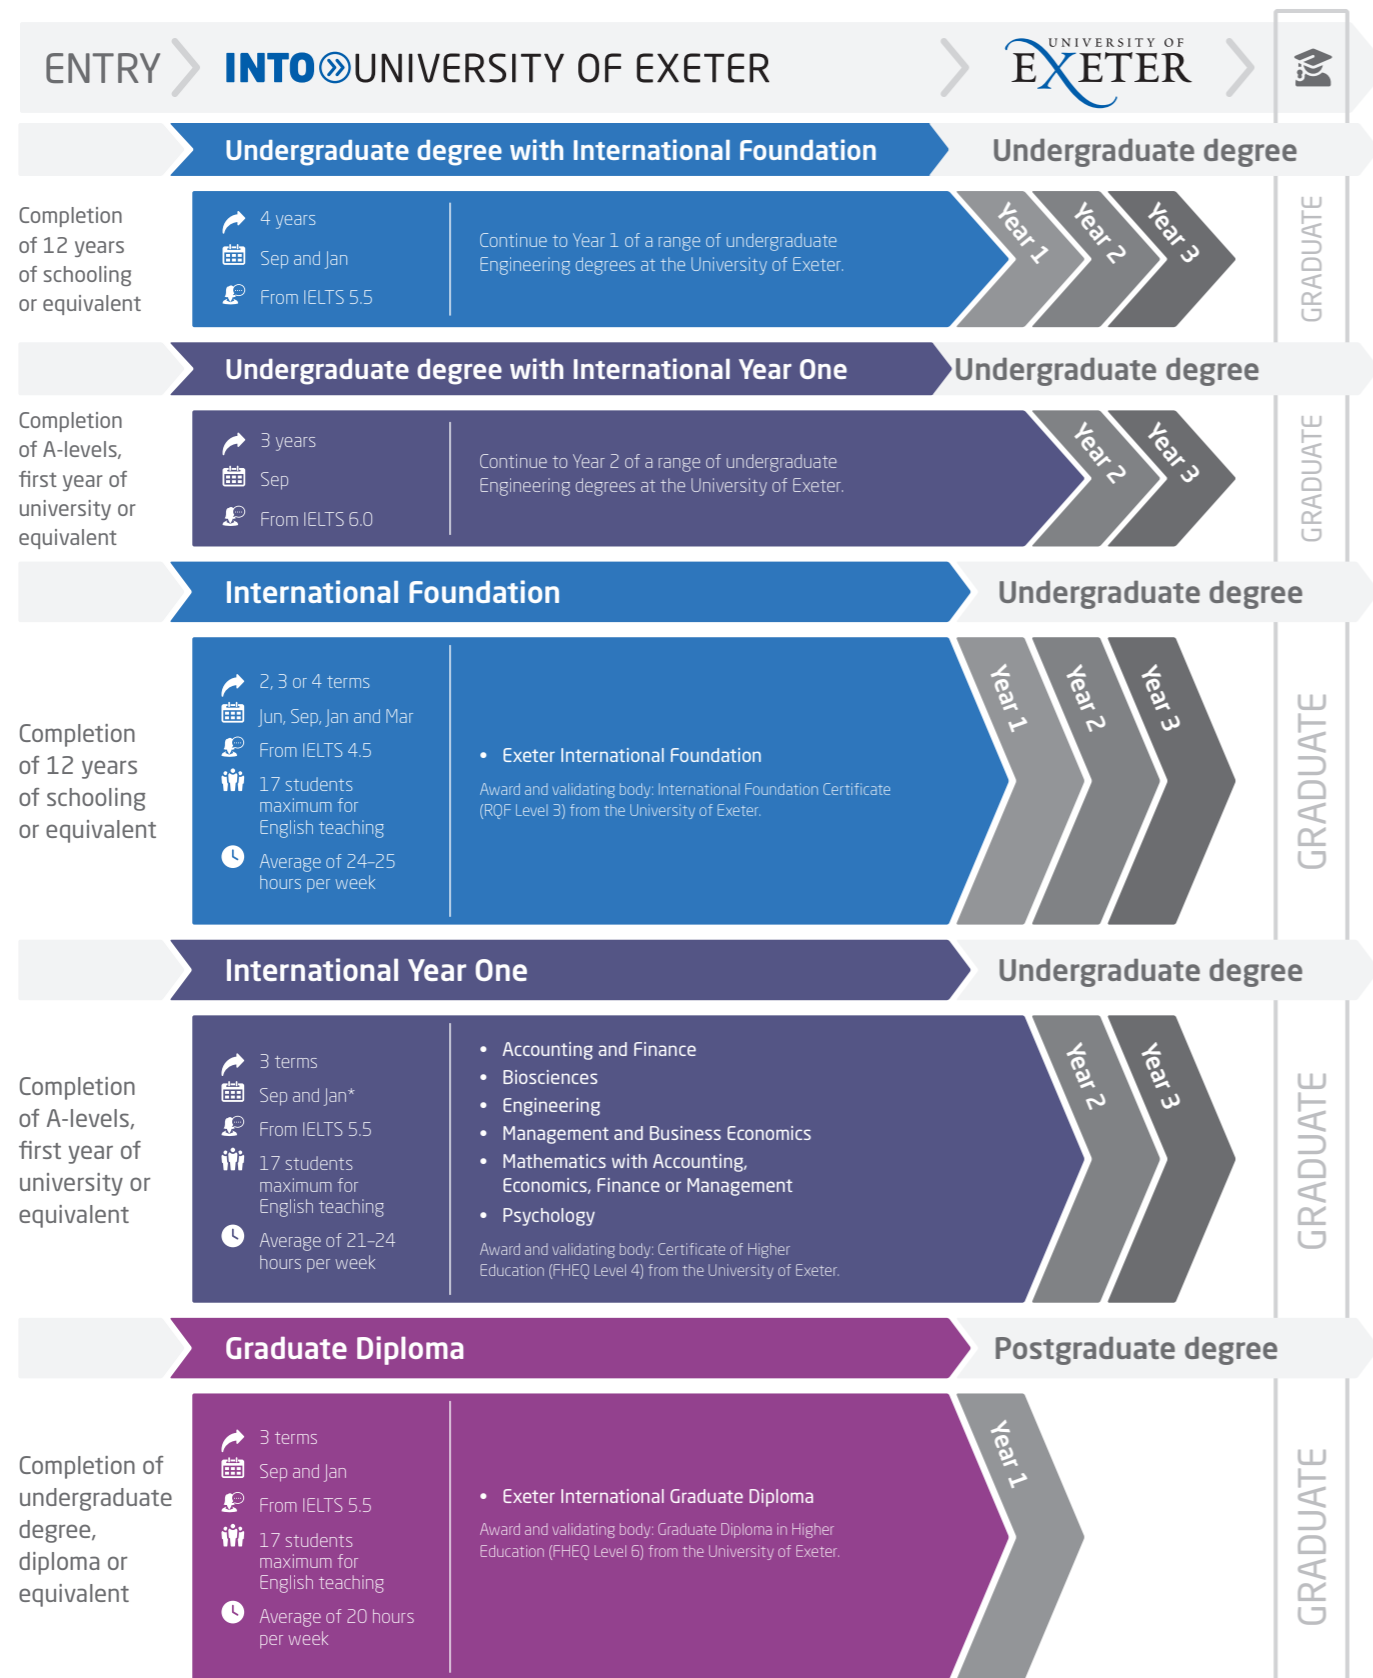 ENTRY
INTO UNIVERSITY OF EXETER
UNIVERSITY OF
EXETER
Undergraduate degree with International Foundation
Undergraduate degree
Completion
of 12 years
of schooling
or equivalent
4 years
Sep and Jan
From IELTS 5.5
Continue to Year 1 of a range of undergraduate
Engineering degrees at the University of Exeter.
Year 1
Year 2
Year 3
GRADUATE
Undergraduate degree with International Year One
Undergraduate degree
Completion
of A-levels,
first year of
university or
equivalent
3 years
Sep
From IELTS 6.0
Continue to Year 2 of a range of undergraduate
Engineering degrees at the University of Exeter.
Year 2
Year 3
GRADUATE
International Foundation
Undergraduate degree
Completion
of 12 years
of schooling
or equivalent
2, 3 or 4 terms
Jun, Sep, Jan and Mar
From IELTS 4.5
17 students
maximum for
English teaching
Average of 24–25
hours per week
• Exeter International Foundation
Award and validating body: International Foundation Certificate
(RQF Level 3) from the University of Exeter.
Year 1
Year 2
Year 3
GRADUATE
International Year One
Undergraduate degree
Completion
of A-levels,
first year of
university or
equivalent
3 terms
Sep and Jan*
From IELTS 5.5
17 students
maximum for
English teaching
Average of 21–24
hours per week
• Accounting and Finance
• Biosciences
• Engineering
• Management and Business Economics
• Mathematics with Accounting,
Economics, Finance or Management
• Psychology
Award and validating body: Certificate of Higher
Education (FHEQ Level 4) from the University of Exeter.
Year 2
Year 3
GRADUATE
Graduate Diploma
Postgraduate degree
Completion of
undergraduate
degree,
diploma or
equivalent
3 terms
Sep and Jan
From IELTS 5.5
17 students
maximum for
English teaching
Average of 20 hours
per week
• Exeter International Graduate Diploma
Award and validating body: Graduate Diploma in Higher
Education (FHEQ Level 6) from the University of Exeter.
Year 1
GRADUATE